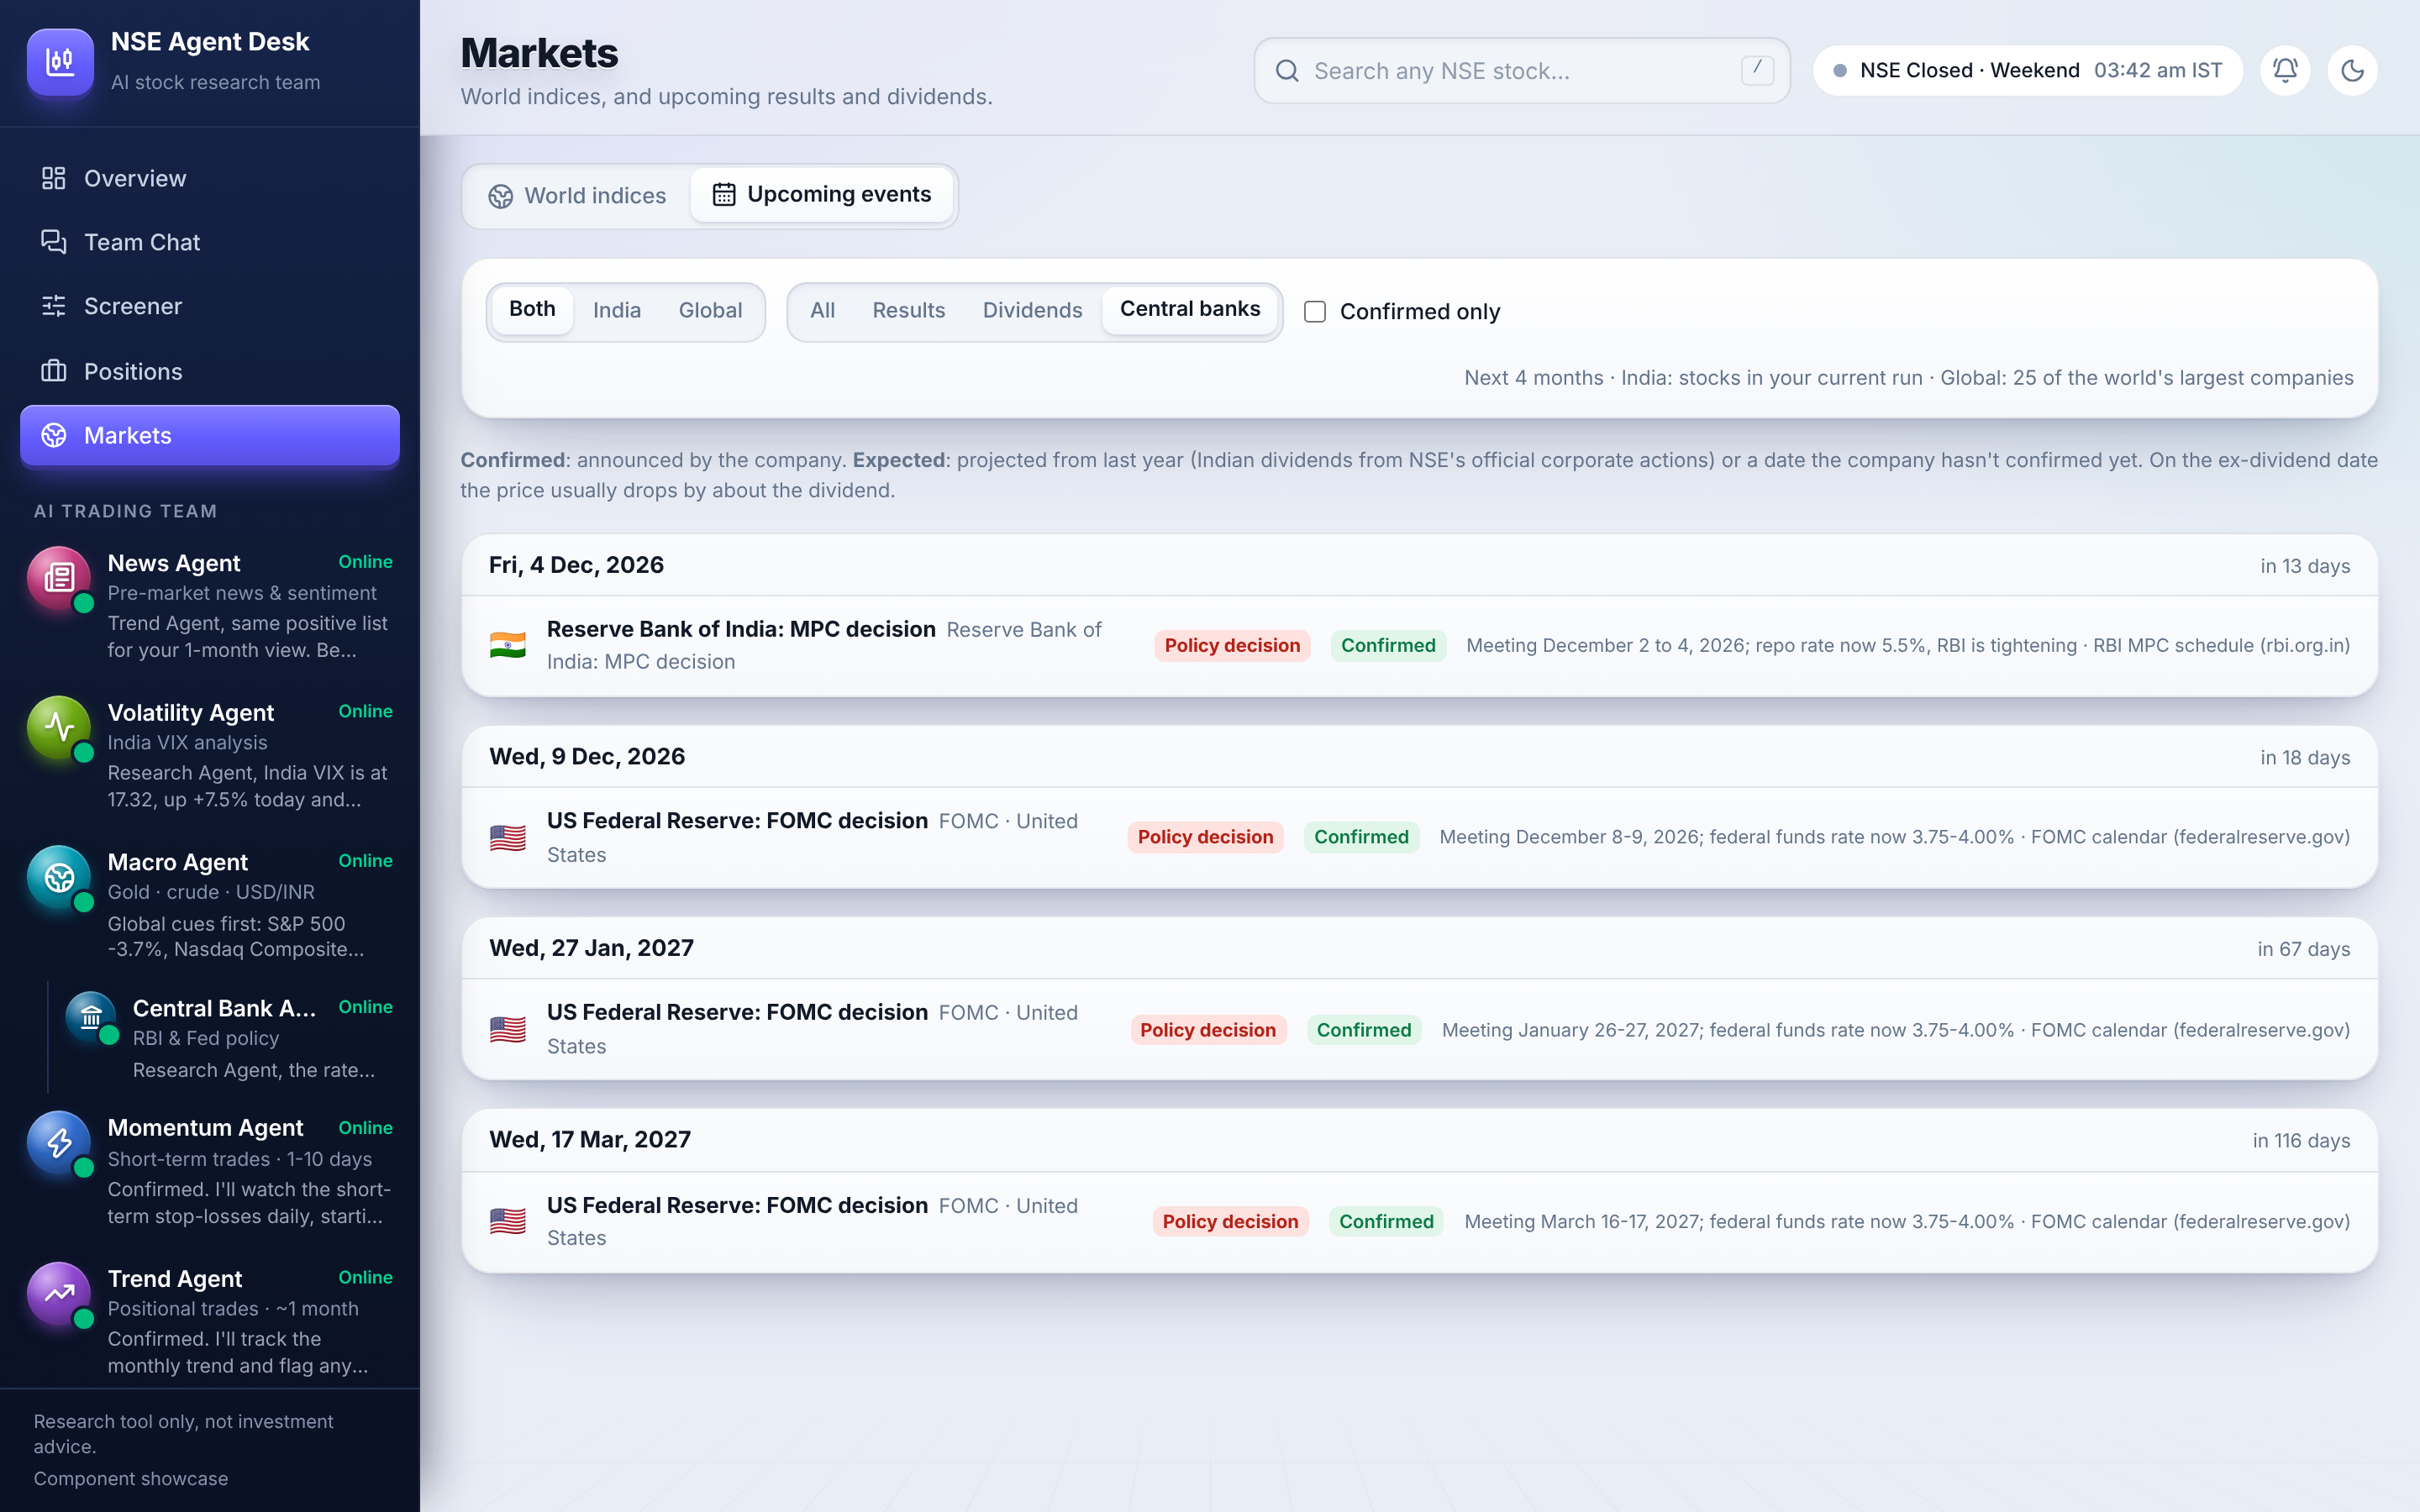 NSE Agent Desk
AI stock research team
Overview
Team Chat
Screener
Positions
Markets
AI TRADING TEAM
News Agent Online
Pre-market news & sentiment
Trend Agent, same positive list
for your 1-month view. Be...
Volatility Agent Online
India VIX analysis
Research Agent, India VIX is at
17.32, up +7.5% today and...
Macro Agent Online
Gold · crude · USD/INR
Global cues first: S&P 500
-3.7%, Nasdaq Composite...
Central Bank A... Online
RBI & Fed policy
Research Agent, the rate...
Momentum Agent Online
Short-term trades · 1-10 days
Confirmed. I'll watch the short-
term stop-losses daily, starti...
Trend Agent Online
Positional trades · ~1 month
Confirmed. I'll track the
monthly trend and flag any...
Research tool only, not investment
advice.
Component showcase
Markets
World indices, and upcoming results and dividends.
Search any NSE stock... /
NSE Closed · Weekend 03:42 am IST
World indices Upcoming events
Both India Global All Results Dividends Central banks Confirmed only
Next 4 months · India: stocks in your current run · Global: 25 of the world's largest companies
Confirmed: announced by the company. Expected: projected from last year (Indian dividends from NSE's official corporate actions) or a date the company hasn't confirmed yet. On the ex-dividend date
the price usually drops by about the dividend.
Fri, 4 Dec, 2026 in 13 days
Reserve Bank of India: MPC decision Reserve Bank of
India: MPC decision
Policy decision Confirmed Meeting December 2 to 4, 2026; repo rate now 5.5%, RBI is tightening · RBI MPC schedule (rbi.org.in)
Wed, 9 Dec, 2026 in 18 days
US Federal Reserve: FOMC decision FOMC · United
States
Policy decision Confirmed Meeting December 8-9, 2026; federal funds rate now 3.75-4.00% · FOMC calendar (federalreserve.gov)
Wed, 27 Jan, 2027 in 67 days
US Federal Reserve: FOMC decision FOMC · United
States
Policy decision Confirmed Meeting January 26-27, 2027; federal funds rate now 3.75-4.00% · FOMC calendar (federalreserve.gov)
Wed, 17 Mar, 2027 in 116 days
US Federal Reserve: FOMC decision FOMC · United
States
Policy decision Confirmed Meeting March 16-17, 2027; federal funds rate now 3.75-4.00% · FOMC calendar (federalreserve.gov)